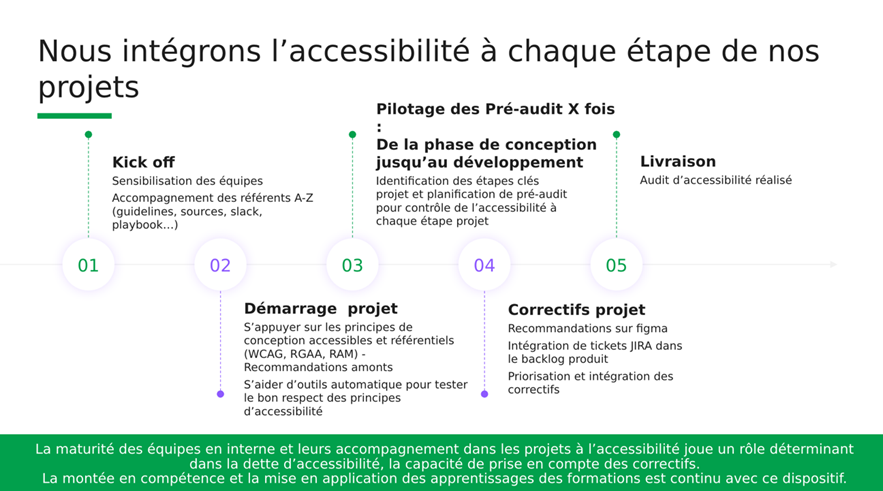 Nous intégrons l’accessibilité à chaque étape de nos
projets
Kick off
Sensibilisation des équipes
Accompagnement des référents A-Z
(guidelines, sources, slack,
playbook…)
Pilotage des Pré-audit X fois
:
De la phase de conception
jusqu’au développement
Identification des étapes clés
projet et planification de pré-audit
pour contrôle de l’accessibilité à
chaque étape projet
Livraison
Audit d’accessibilité réalisé
01
02
03
04
05
Démarrage  projet
S’appuyer sur les principes de
conception accessibles et référentiels
(WCAG, RGAA, RAM) -
Recommandations amonts
S’aider d’outils automatique pour tester
le bon respect des principes
d’accessibilité
Correctifs projet
Recommandations sur figma
Intégration de tickets JIRA dans
le backlog produit
Priorisation et intégration des
correctifs
La maturité des équipes en interne et leurs accompagnement dans les projets à l’accessibilité joue un rôle déterminant
dans la dette d’accessibilité, la capacité de prise en compte des correctifs.
La montée en compétence et la mise en application des apprentissages des formations est continu avec ce dispositif.